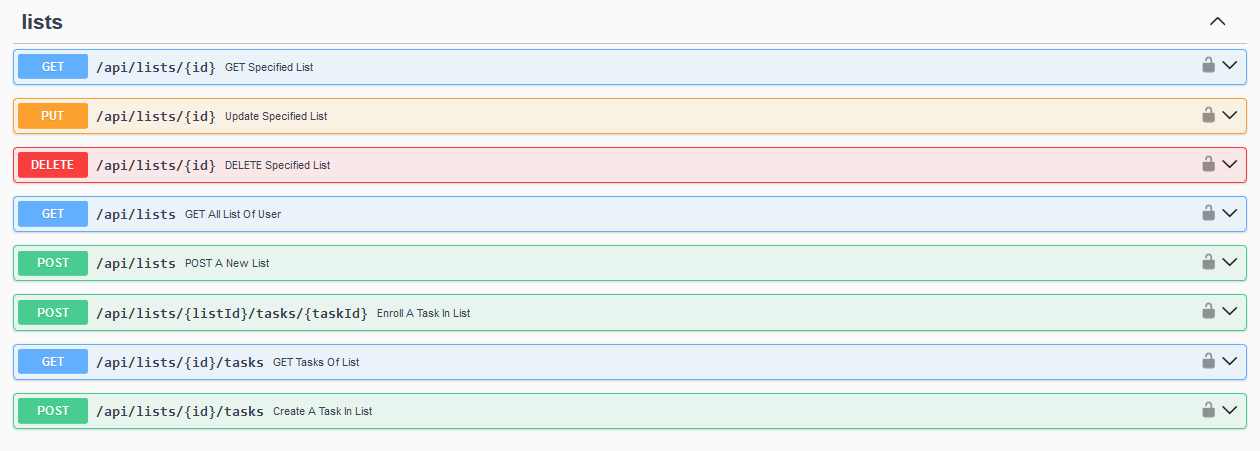 lists
GET /api/lists/{id} GET Specified List
PUT /api/lists/{id} Update Specified List
DELETE /api/lists/{id} DELETE Specified List
GET /api/lists GET All List Of User
POST /api/lists POST A New List
POST /api/lists/{listId}/tasks/{taskId} Enroll A Task In List
GET /api/lists/{id}/tasks GET Tasks Of List
POST /api/lists/{id}/tasks Create A Task In List